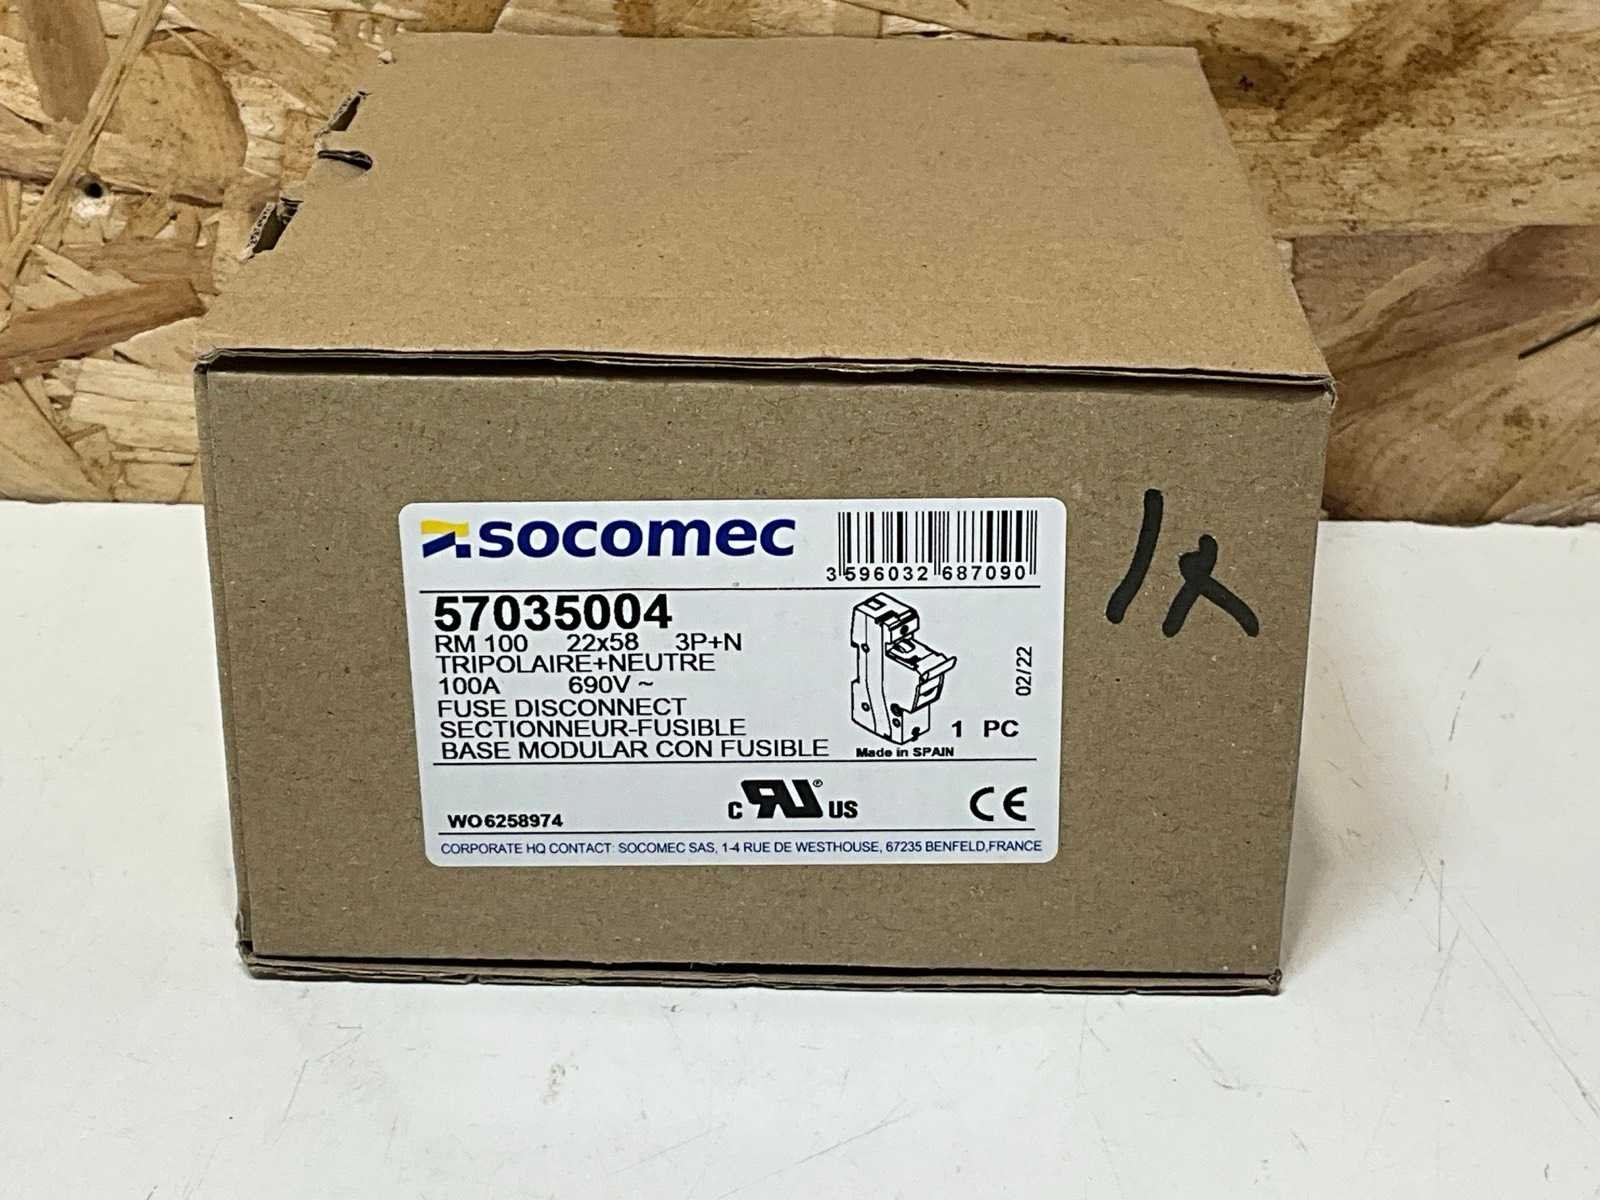 socomec
3 596032 687090
57035004
RM 100 22x58 3P+N
TRIPOLAIRE+NEUTRE
100A 690V ~
FUSE DISCONNECT
SECTIONNEUR-FUSIBLE
BASE MODULAR CON FUSIBLE
02/22
1 PC
Made in SPAIN
WO6258974
c RU ® US
CE
CORPORATE HQ CONTACT: SOCOMEC SAS, 1-4 RUE DE WESTHOUSE, 67235 BENFELD,FRANCE
1x